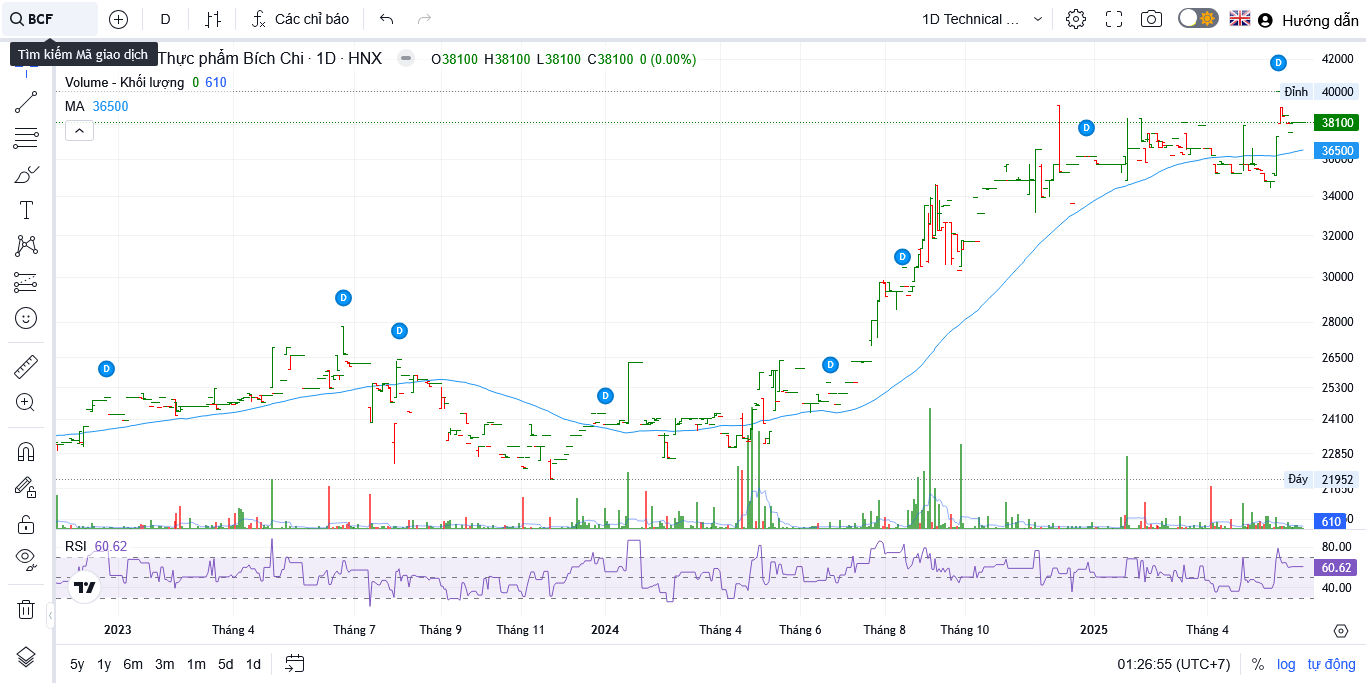 BCF
D
Các chỉ báo
1D Technical ...
Hướng dẫn
Tìm kiếm Mã giao dịch
Thực phẩm Bích Chi · 1D · HNX
O38100 H38100 L38100 C38100 0 (0.00%)
Volume - Khối lượng 0 610
MA 36500
D
D
D
D
D
D
D
D
42000
Đỉnh 40000
38100
36500
34000
32000
30000
28000
26500
25300
24100
22850
Đáy 21952
610
RSI 60.62
80.00
60.62
40.00
2023
Tháng 4
Tháng 7
Tháng 9
Tháng 11
2024
Tháng 4
Tháng 6
Tháng 8
Tháng 10
2025
Tháng 4
5y 1y 6m 3m 1m 5d 1d
01:26:55 (UTC+7)
% log tự động